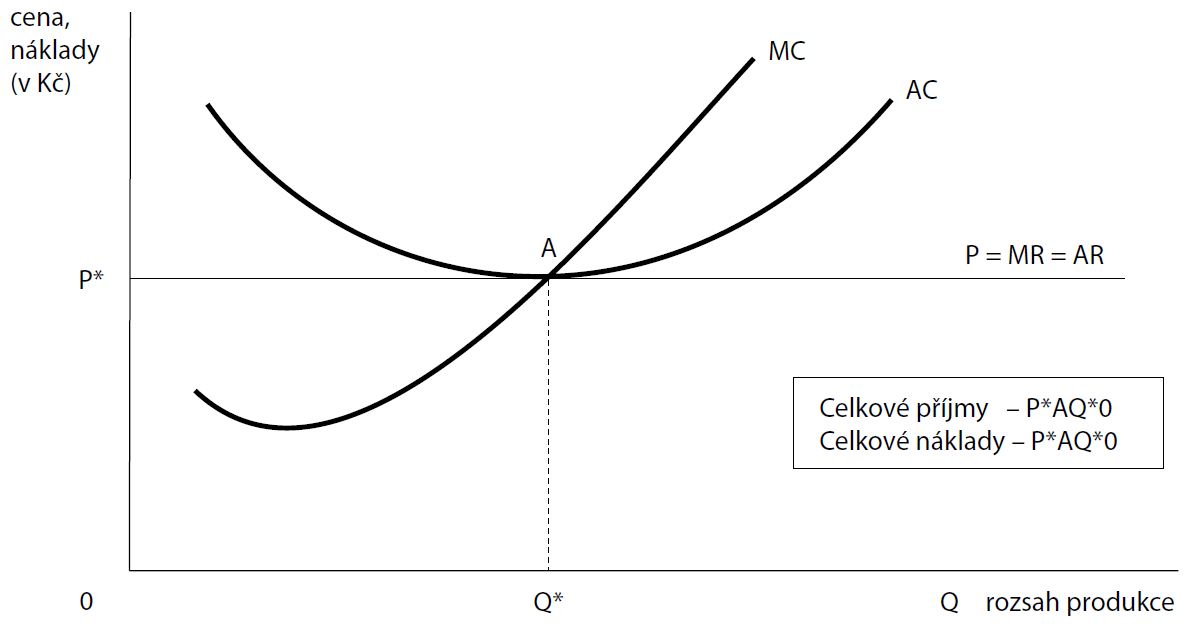 cena,
náklady
(v Kč)
MC
AC
A
P = MR = AR
P*
Celkové příjmy – P*AQ*0
Celkové náklady – P*AQ*0
0
Q*
Q rozsah produkce